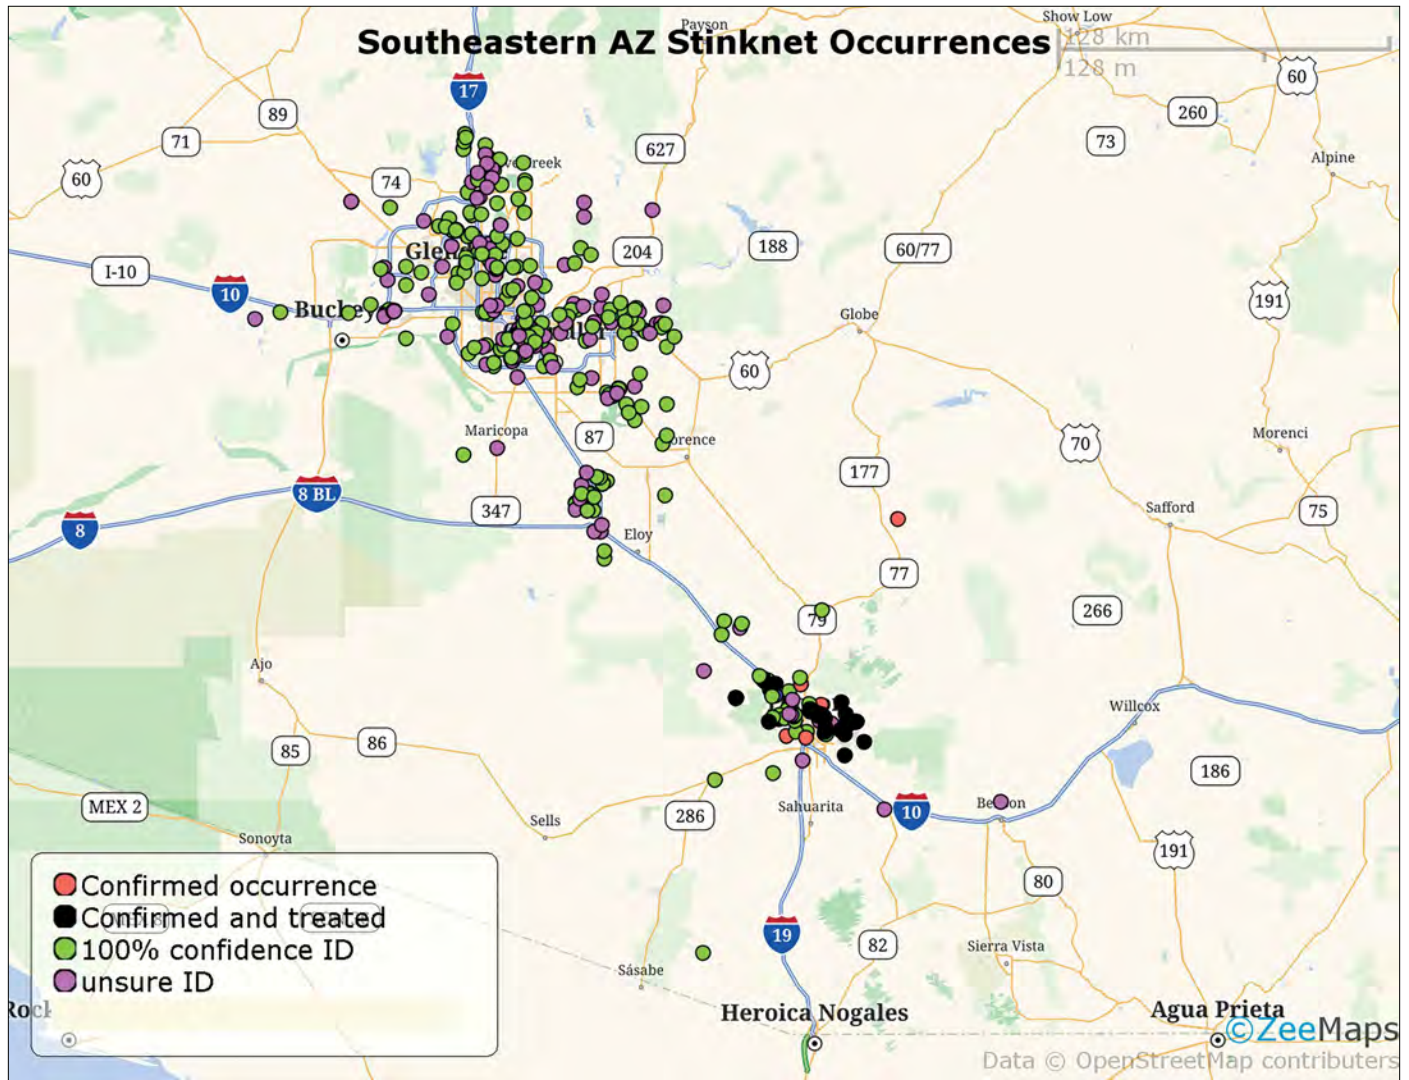 Payson
Show Low
Southeastern AZ Stinknet Occurrences
128 km
128 m
60
17
89
260
71
73
627
Alpine
60
74
188
60/77
204
I-10
10
191
Buckey
Globe
60
Maricopa
87
orence
70
Morenci
177
8 BL
347
75
Safford
8
Eloy
77
266
79
Ajo
Willcox
85
86
186
MEX 2
286
Sahuarita
10
Sells
Sonoyta
191
80
Confirmed occurrence
Confirmed and treated
100% confidence ID
unsure ID
19
82
Sierra Vista
Sásabe
Heroica Nogales
Agua Prieta
©ZeeMaps
Data © OpenStreetMap contributers